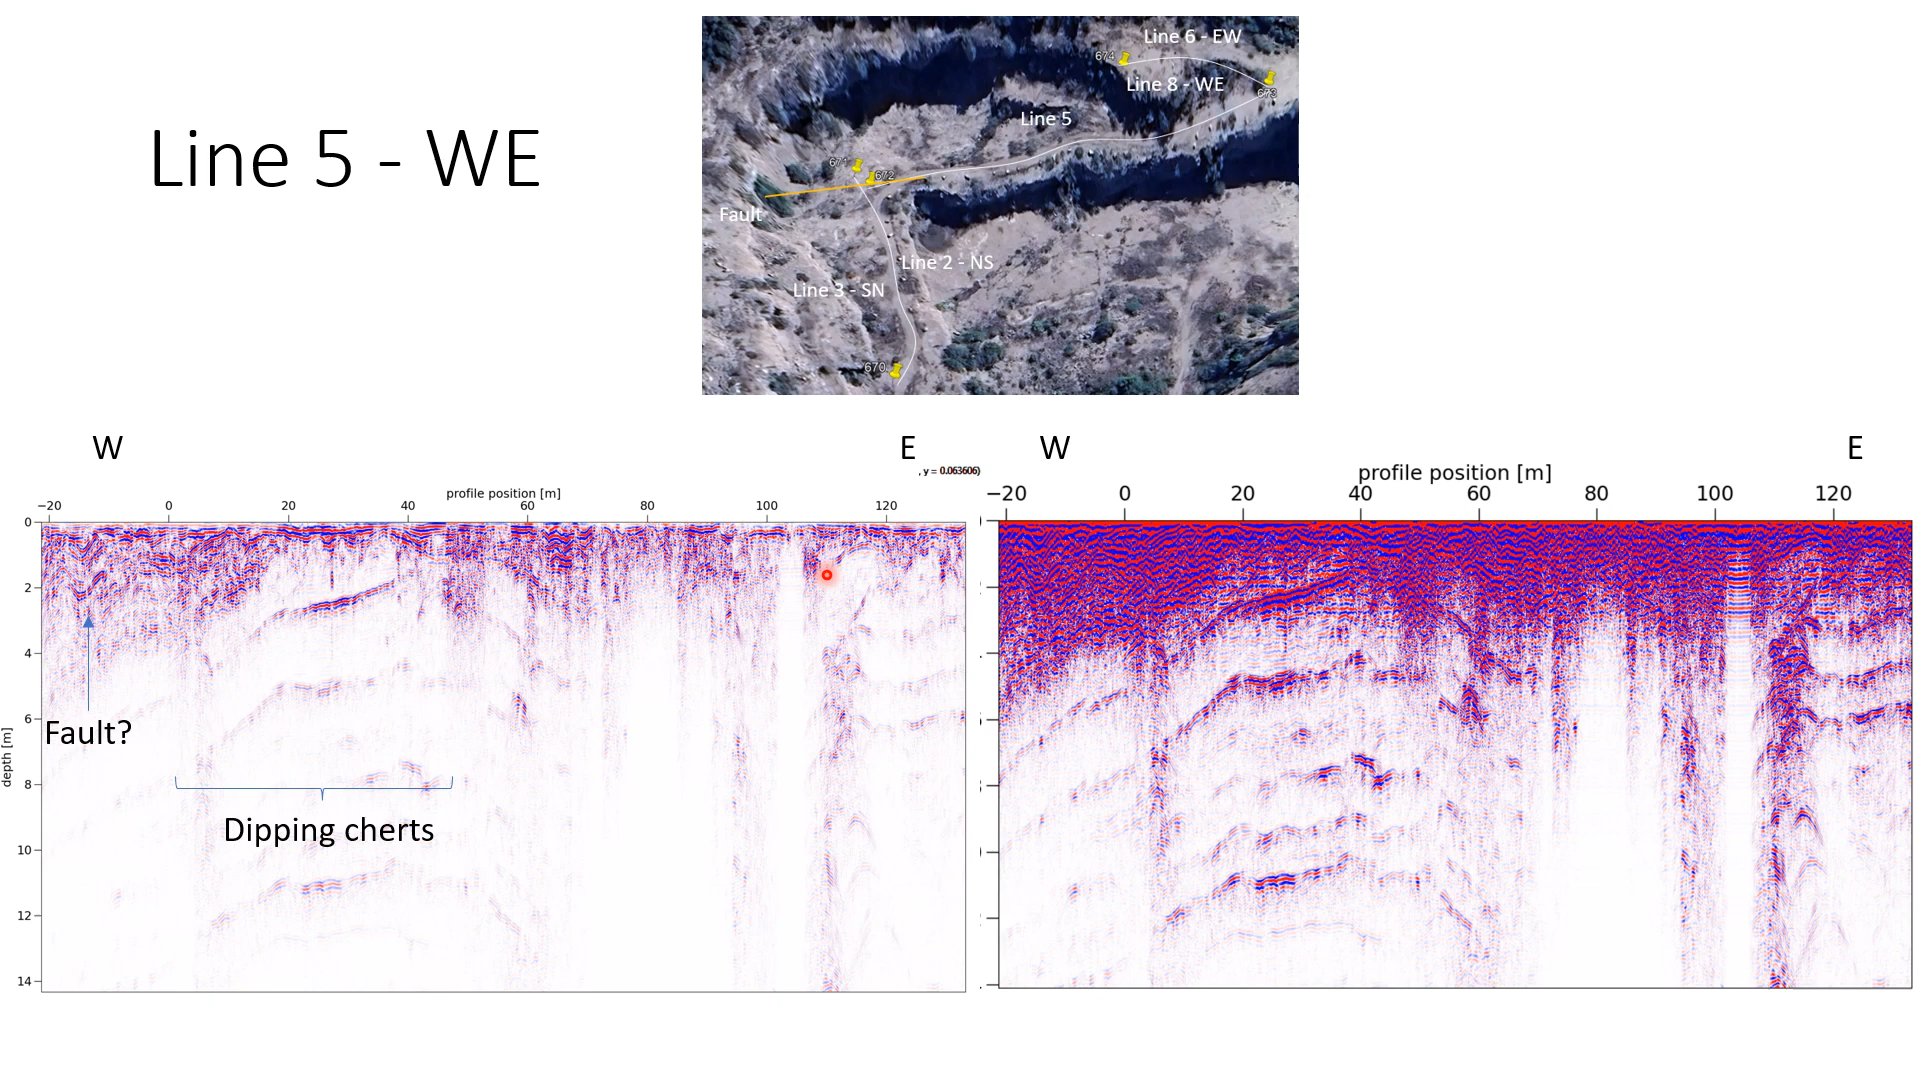 Line 5 - WE
Line 6 - EW
674
Line 8 - WE
673
Line 5
671
672
Fault
Line 2 - NS
Line 3 - SN
670
W
E
W
E
, y = 0.063606)
profile position [m]
−20 0 20 40 60 80 100 120
profile position [m]
−20 0 20 40 60 80 100 120
0
2
4
6
8
10
12
14
depth [m]
Fault?
Dipping cherts